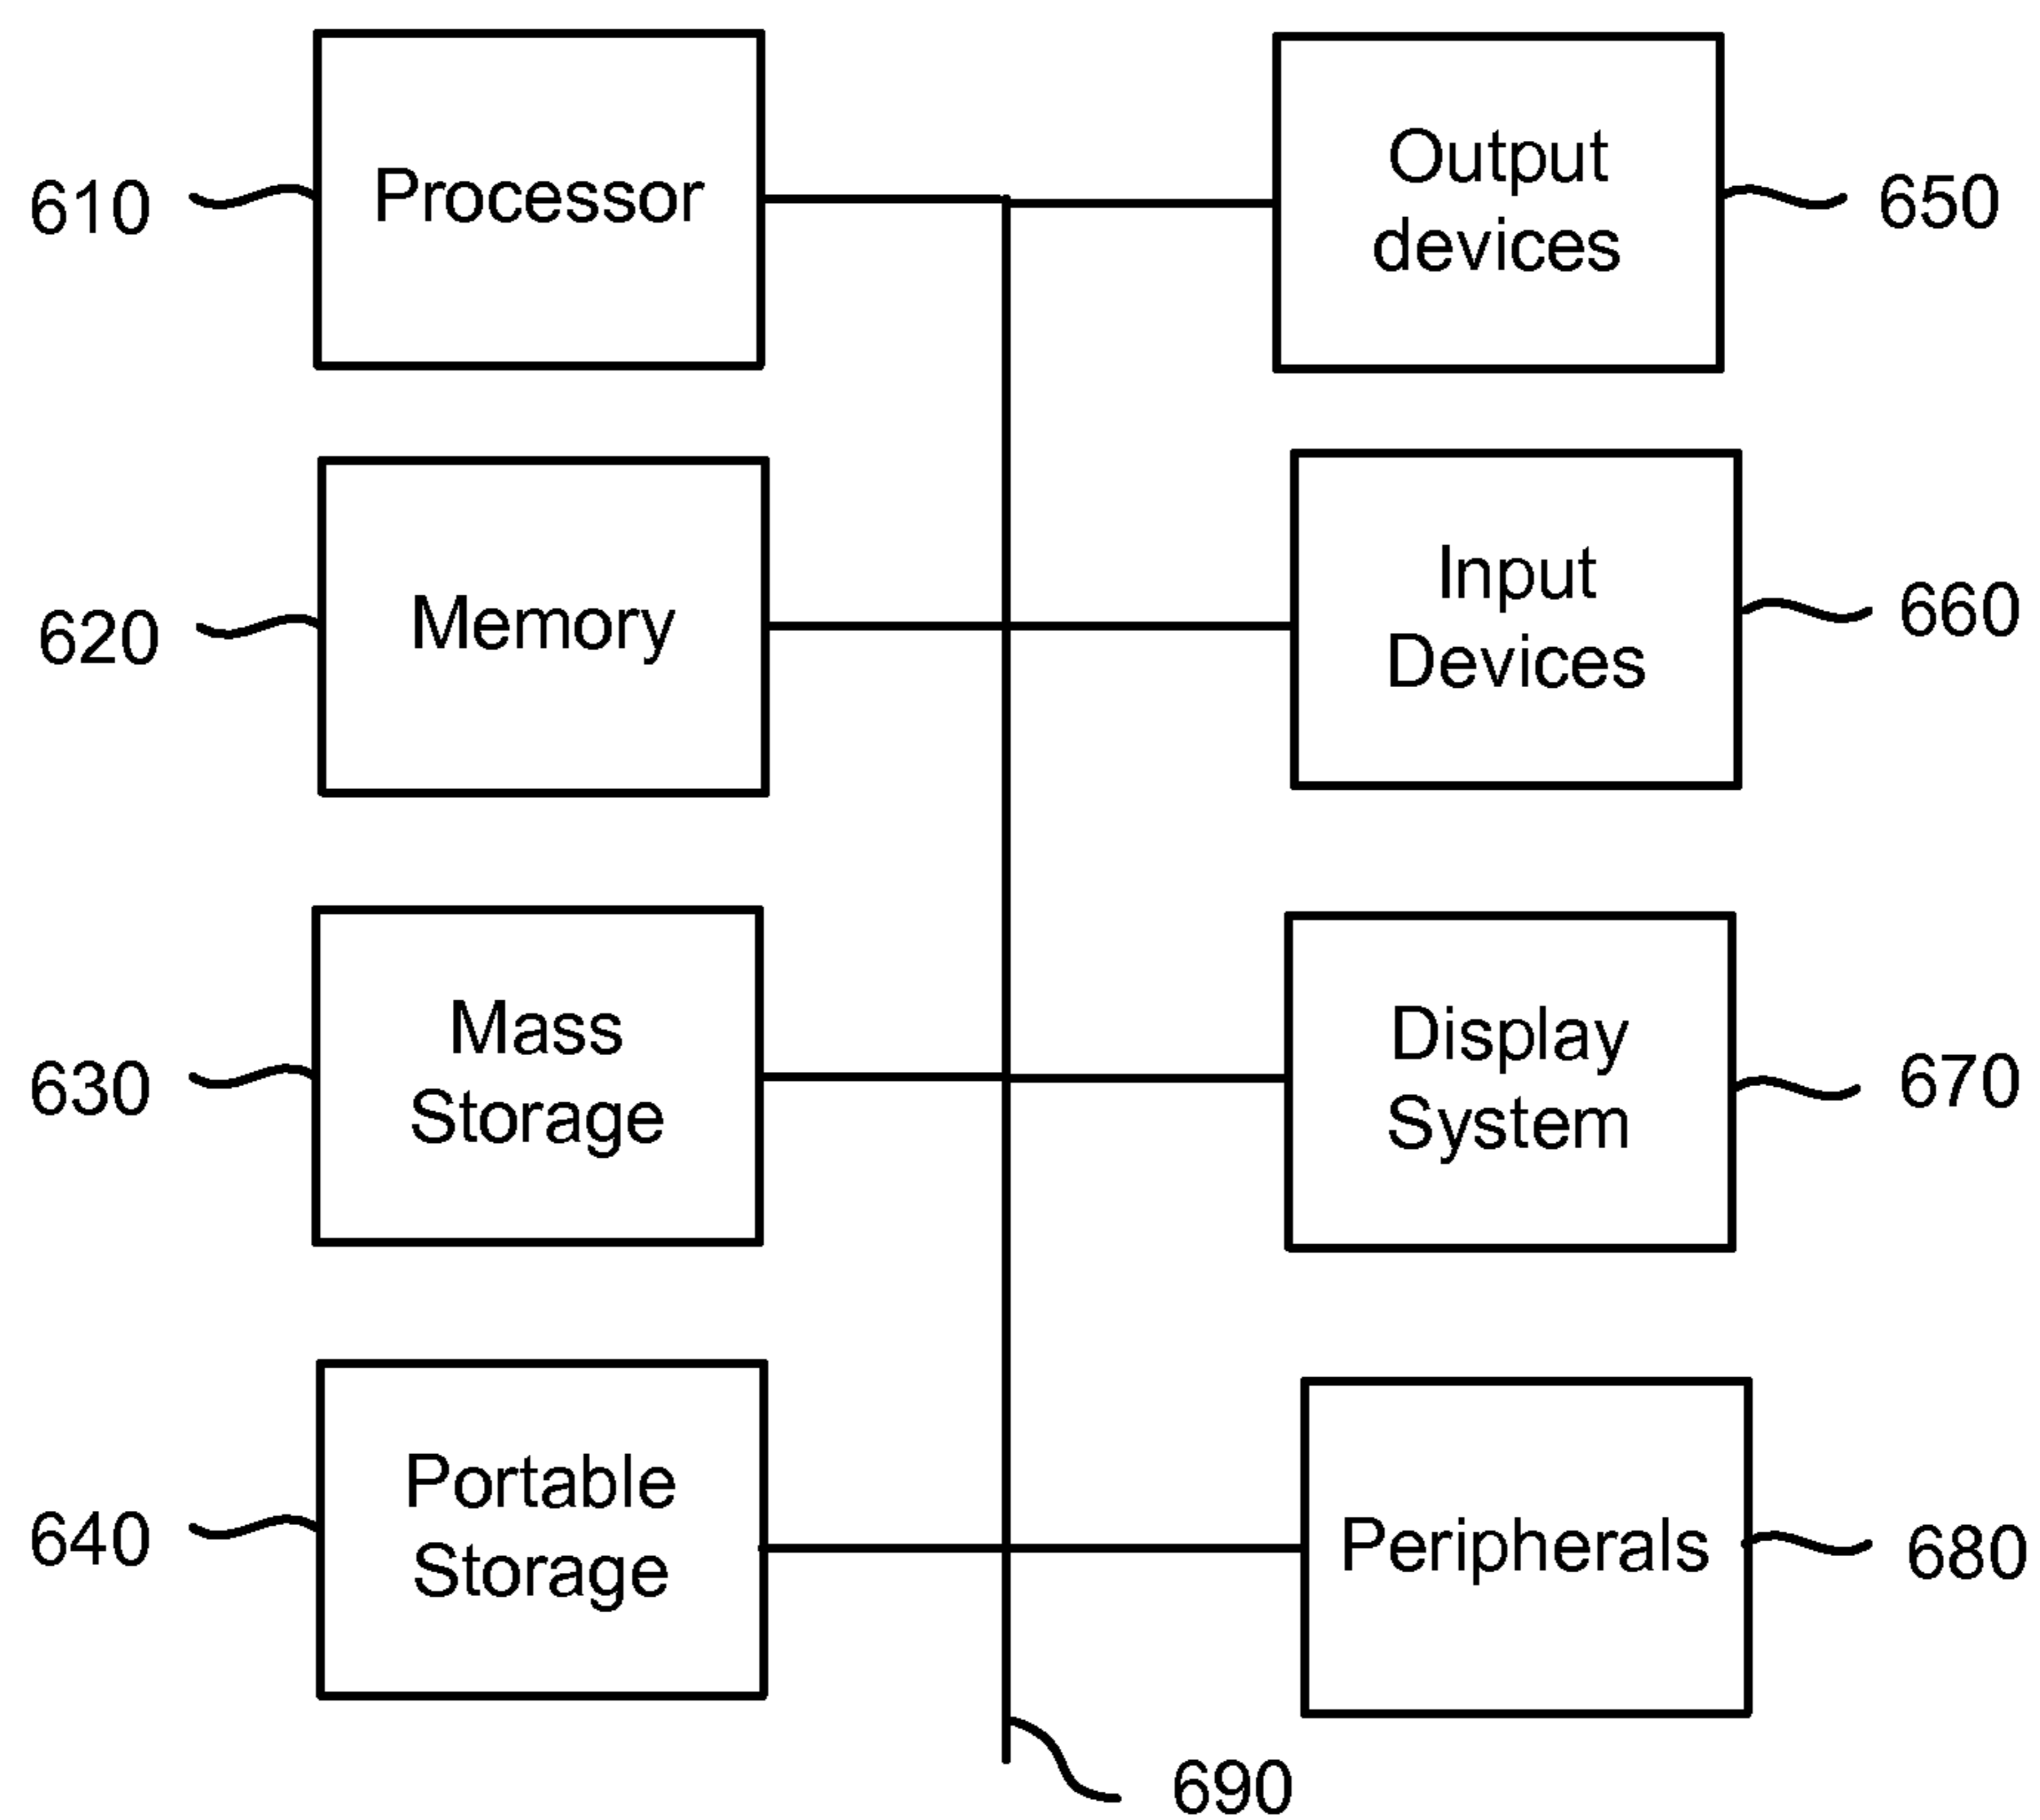 610
Processor
Output
devices
650
620
Memory
Input
Devices
660
630
Mass
Storage
Display
System
670
640
Portable
Storage
Peripherals
680
690